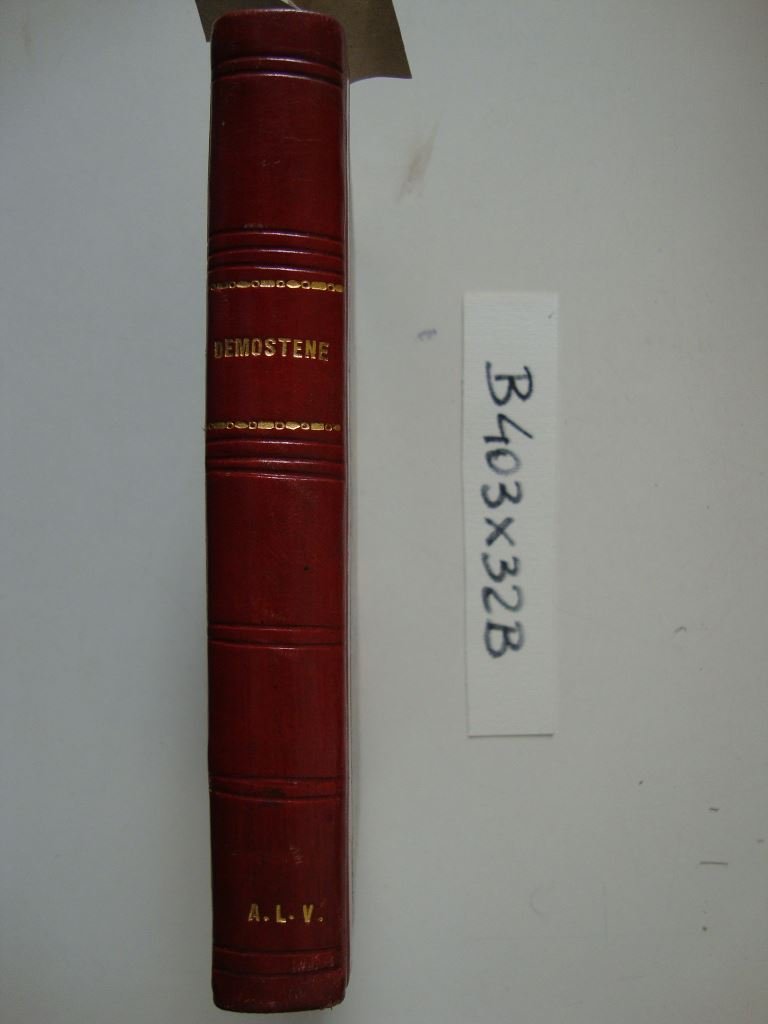 DEMOSTENE
A. L. V.
B403X32B